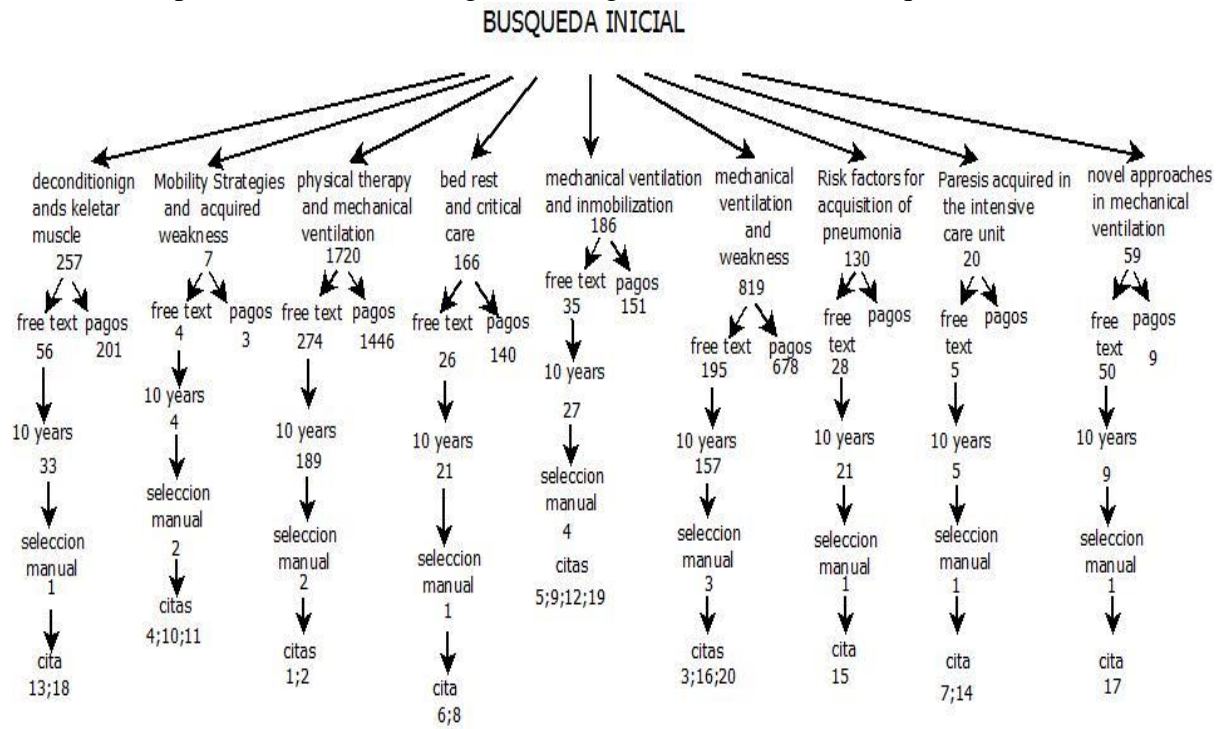 BUSQUEDA INICIAL
deconditionign
ands keletar
muscle
257
free text pagos
56 201
10 years
33
seleccion
manual
1
cita
13;18
Mobility Strategies
and acquired
weakness
7
free text pagos
4 3
10 years
4
seleccion
manual
2
citas
4;10;11
physical therapy
and mechanical
ventilation
1720
free text pagos
274 1446
10 years
189
seleccion
manual
2
citas
1;2
bed rest
and critical
care
166
free text pagos
26 140
10 years
21
seleccion
manual
1
cita
6;8
mechanical ventilation
and inmobilization
186
free text pagos
35 151
10 years
27
seleccion
manual
4
citas
5;9;12;19
mechanical
ventilation
and
weakness
819
free text pagos
195 678
10 years
157
seleccion
manual
3
citas
3;16;20
Risk factors for
acquisition of
pneumonia
130
free pagos
text
28
10 years
21
seleccion
manual
1
cita
15
Paresis acquired in
the intensive
care unit
20
free pagos
text
5
10 years
5
seleccion
manual
1
cita
7;14
novel approaches
in mechanical
ventilation
59
free pagos
text 9
50
10 years
9
seleccion
manual
1
cita
17